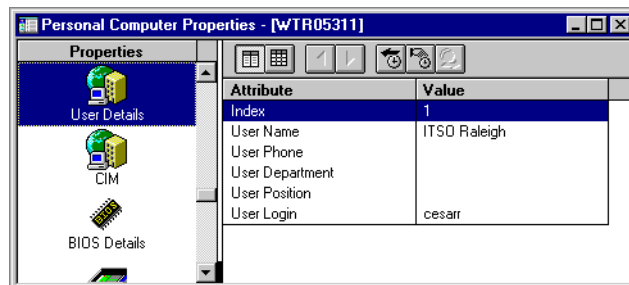 Personal Computer Properties - [WTR05311]
Properties
User Details
CIM
BIOS
BIOS Details
Attribute Value
Index 1
User Name ITSO Raleigh
User Phone
User Department
User Position
User Login cesarr